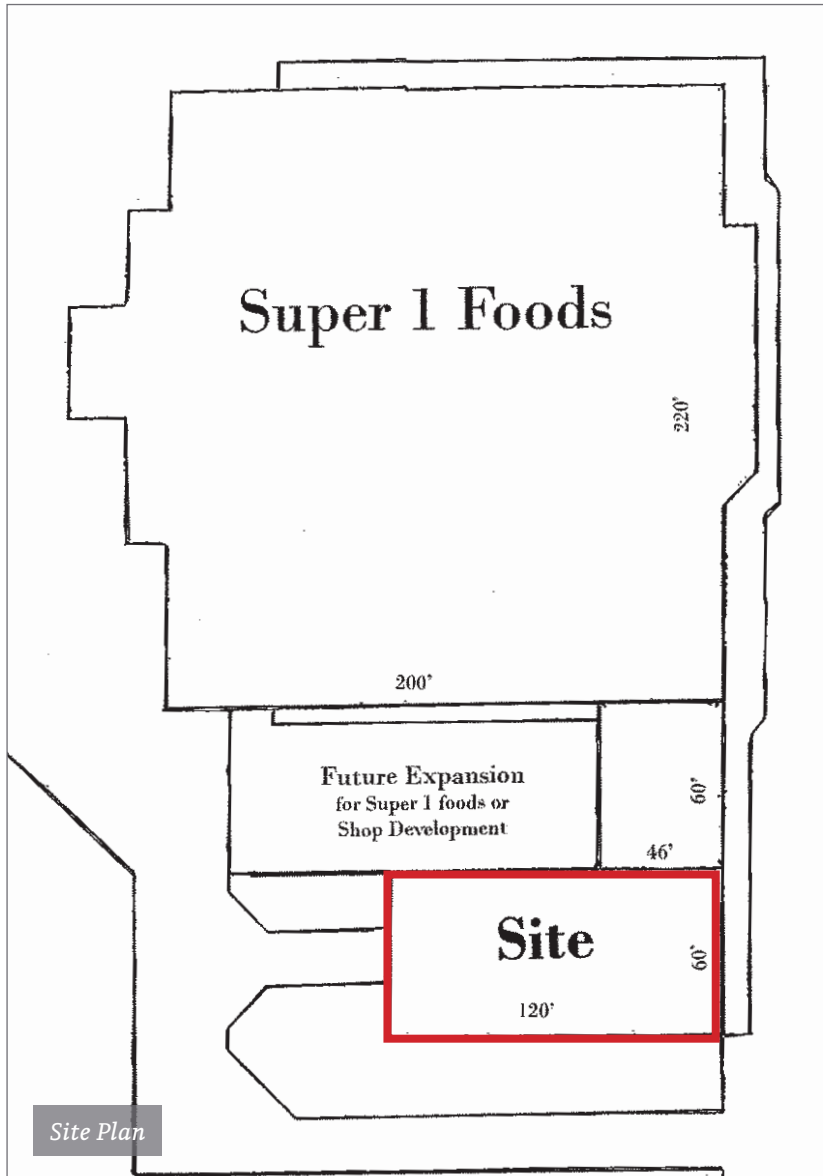 Super 1 Foods
220'
200'
Future Expansion
for Super 1 foods or
Shop Development
60'
46'
Site
60'
120'
Site Plan